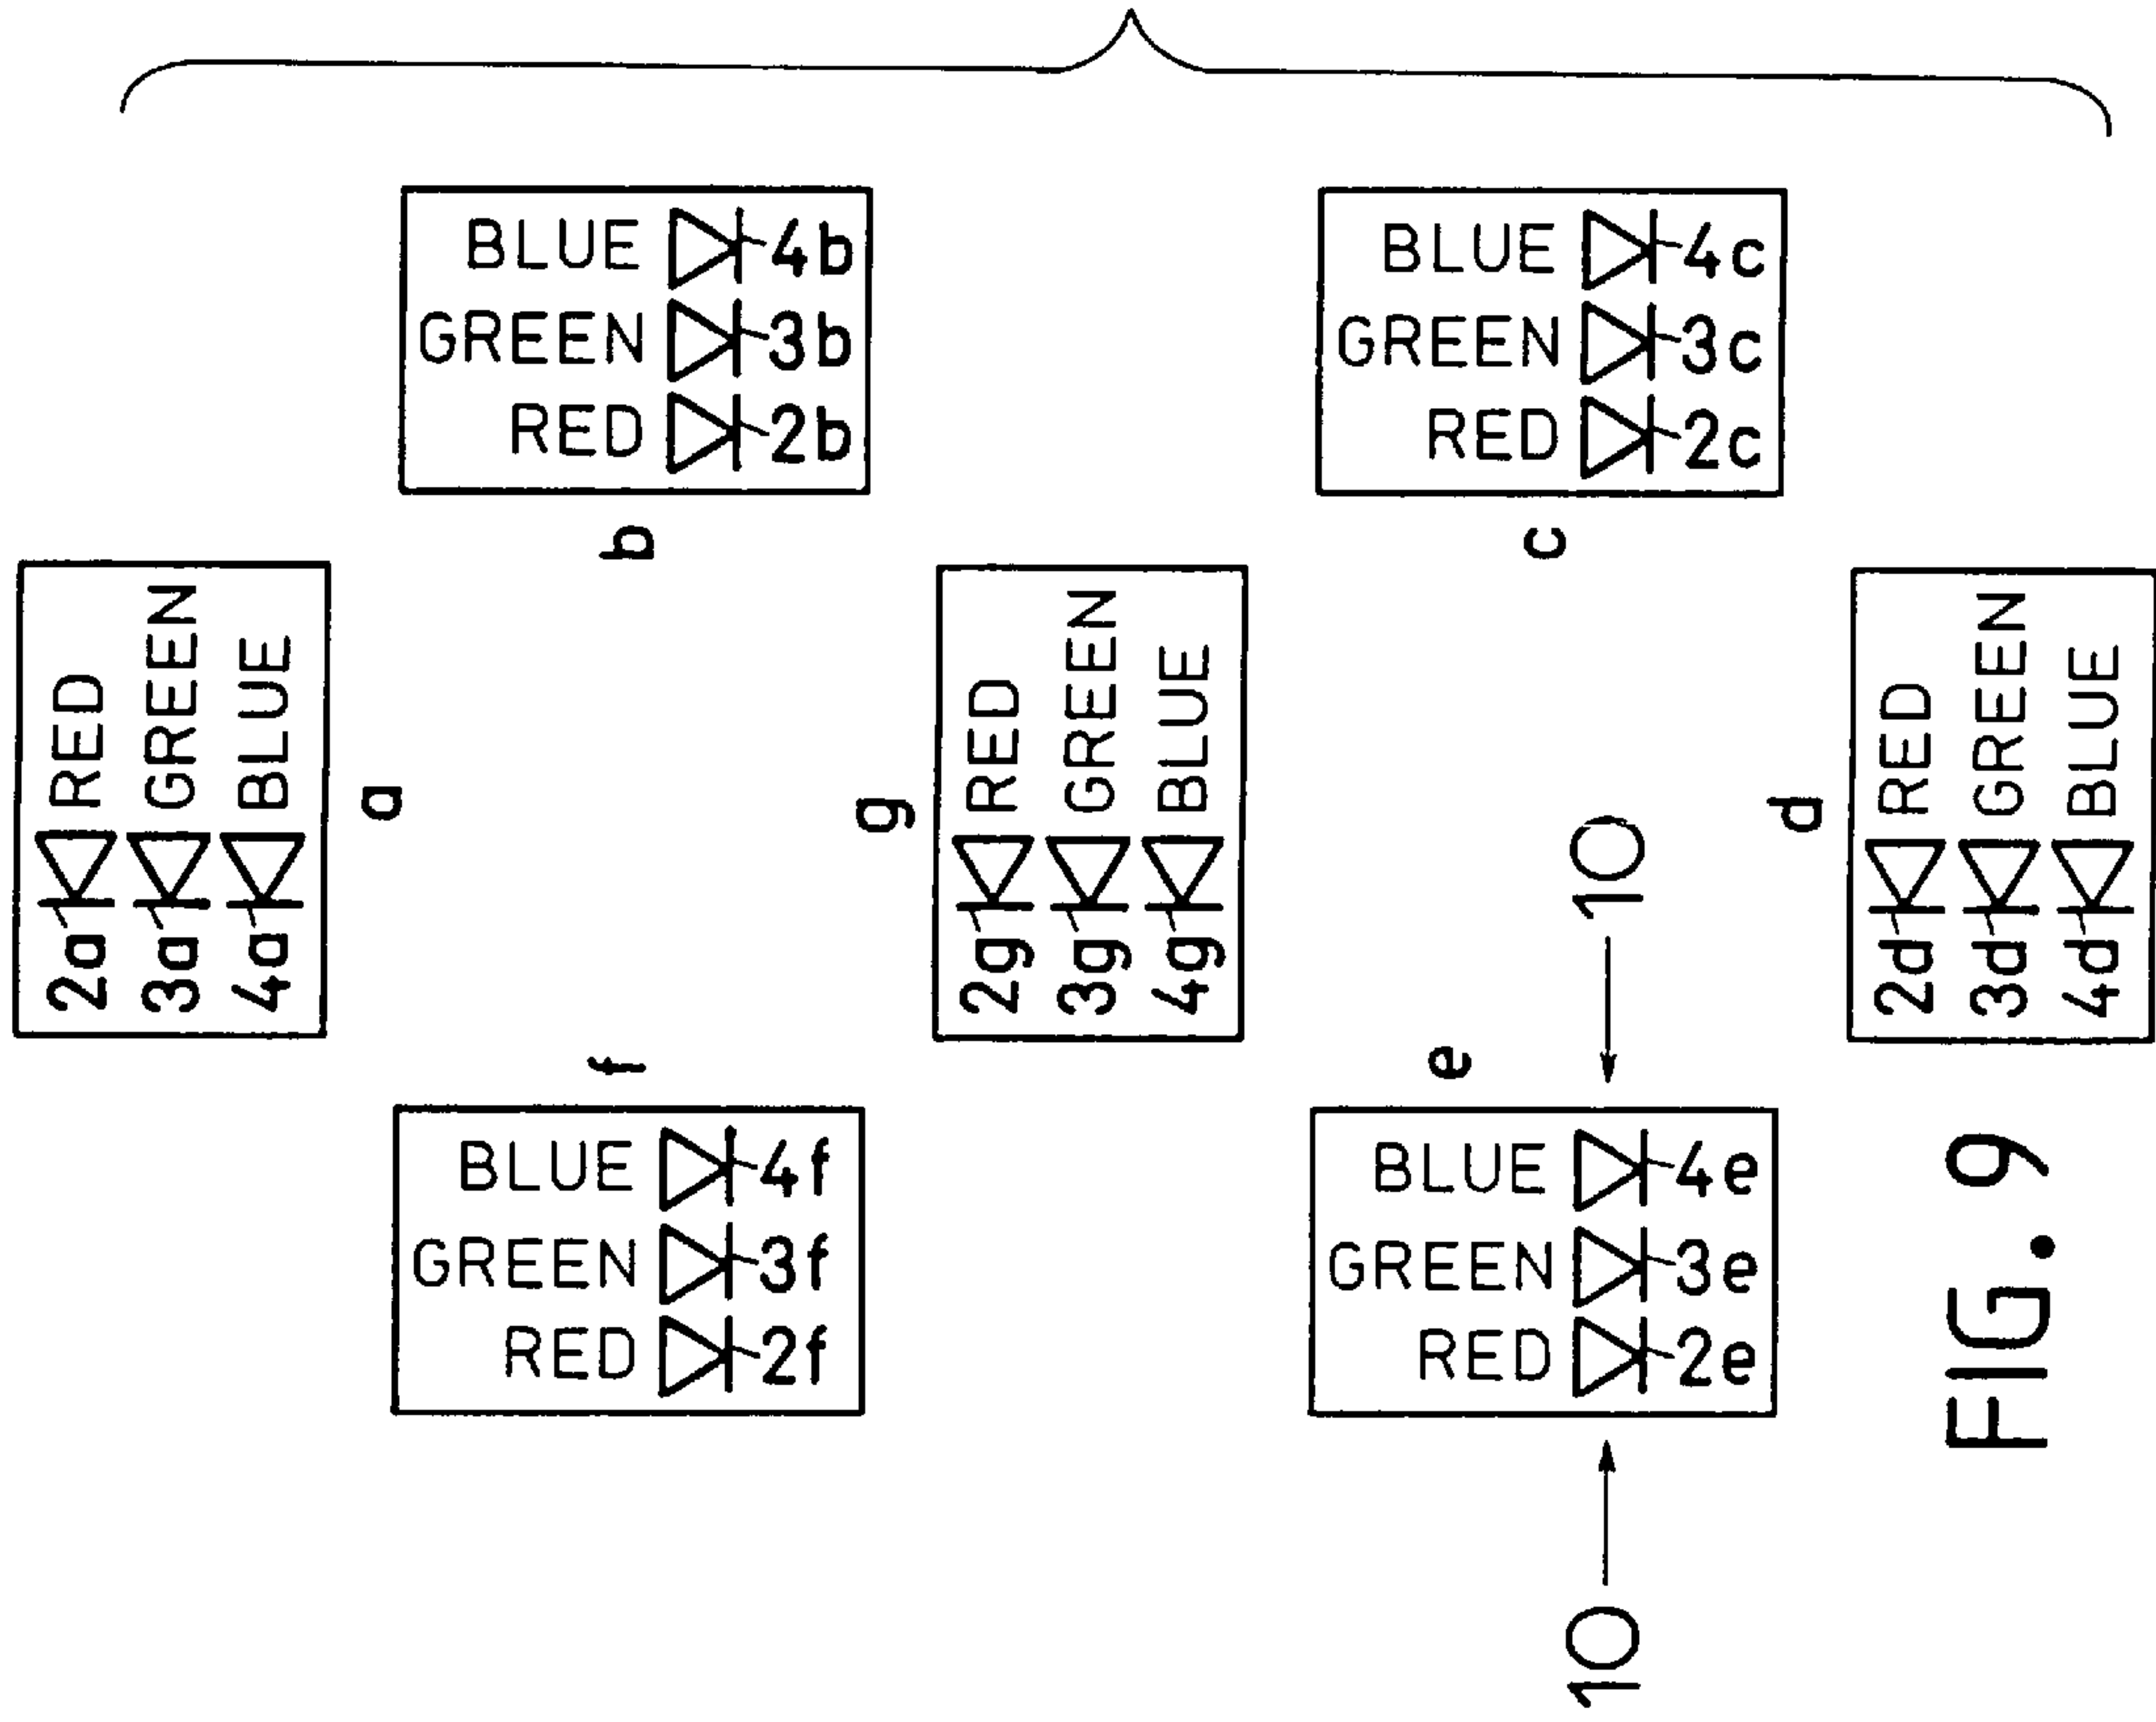 2a RED
3a GREEN
4a BLUE
a
BLUE 4b
GREEN 3b
RED 2b
b
f
BLUE 4f
GREEN 3f
RED 2f
g
2g RED
3g GREEN
4g BLUE
BLUE 4c
GREEN 3c
RED 2c
c
e
BLUE 4e
GREEN 3e
RED 2e
10
10
d
2d RED
3d GREEN
4d BLUE
FIG. 9